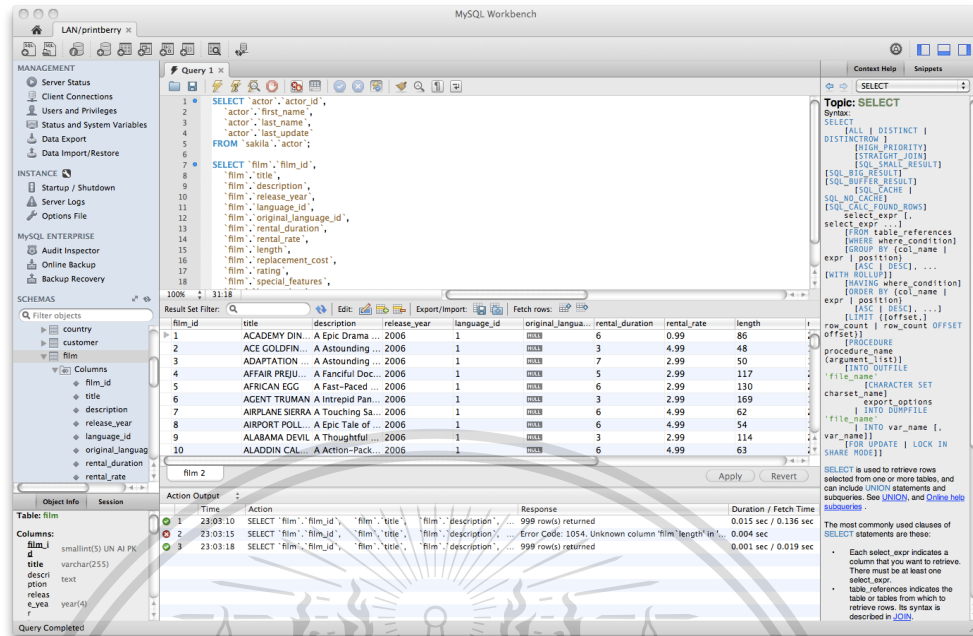 MySQL Workbench
LAN/printberry ×
MANAGEMENT
Server Status
Client Connections
Users and Privileges
Status and System Variables
Data Export
Data Import/Restore
INSTANCE
Startup / Shutdown
Server Logs
Options File
MySQL ENTERPRISE
Audit Inspector
Online Backup
Backup Recovery
SCHEMAS
Filter objects
country
customer
film
Columns
film_id
title
description
release_year
language_id
original_languag
rental_duration
rental_rate
Object Info Session
Table: film
Columns:
film_i
d smallint(5) UN AI PK
title varchar(255)
descri
ption text
releas
e_yea year(4)
r
Query Completed
Query 1 ×
1 SELECT `actor`.`actor_id`,
2 `actor`.`first_name`,
3 `actor`.`last_name`,
4 `actor`.`last_update`
5 FROM `sakila`.`actor`;
6
7 SELECT `film`.`film_id`,
8 `film`.`title`,
9 `film`.`description`,
10 `film`.`release_year`,
11 `film`.`language_id`,
12 `film`.`original_language_id`,
13 `film`.`rental_duration`,
14 `film`.`rental_rate`,
15 `film`.`length`,
16 `film`.`replacement_cost`,
17 `film`.`rating`,
18 `film`.`special_features`,
100% 31:18
Result Set Filter: Edit: Export/Import: Fetch rows:
film_id title description release_year language_id original_langua... rental_duration rental_rate length
1 ACADEMY DIN... A Epic Drama ... 2006 1 NULL 6 0.99 86
2 ACE GOLDFIN... A Astounding ... 2006 1 NULL 3 4.99 48
3 ADAPTATION ... A Astounding ... 2006 1 NULL 7 2.99 50
4 AFFAIR PREJU... A Fanciful Doc... 2006 1 NULL 5 2.99 117
5 AFRICAN EGG A Fast-Paced ... 2006 1 NULL 6 2.99 130
6 AGENT TRUMAN A Intrepid Pan... 2006 1 NULL 3 2.99 169
7 AIRPLANE SIERRA A Touching Sa... 2006 1 NULL 6 4.99 62
8 AIRPORT POLL... A Epic Tale of ... 2006 1 NULL 6 4.99 54
9 ALABAMA DEVIL A Thoughtful ... 2006 1 NULL 3 2.99 114
10 ALADDIN CAL... A Action-Pack... 2006 1 NULL 6 4.99 63
film 2
Apply Revert
Action Output
Time Action Response Duration / Fetch Time
1 23:03:10 SELECT `film`.`film_id`, `film`.`title`, `film`.`description`, ... 999 row(s) returned 0.015 sec / 0.136 sec
2 23:03:15 SELECT `film`.`film_id`, `film`.`title`, `film`.`description`, ... Error Code: 1054. Unknown column 'film`length' in '... 0.004 sec
3 23:03:18 SELECT `film`.`film_id`, `film`.`title`, `film`.`description`, ... 999 row(s) returned 0.001 sec / 0.019 sec
Context Help Snippets
SELECT
Topic: SELECT
Syntax:
SELECT
[ALL | DISTINCT |
DISTINCTROW ]
[HIGH_PRIORITY]
[STRAIGHT_JOIN]
[SQL_SMALL_RESULT]
[SQL_BIG_RESULT]
[SQL_BUFFER_RESULT]
[SQL_CACHE |
SQL_NO_CACHE]
[SQL_CALC_FOUND_ROWS]
select_expr [,
select_expr ...]
[FROM table_references
[WHERE where_condition]
[GROUP BY {col_name |
expr | position}
[ASC | DESC], ...
[WITH ROLLUP]]
[HAVING where_condition]
[ORDER BY {col_name |
expr | position}
[ASC | DESC], ...]
[LIMIT {[offset,]
row_count | row_count OFFSET
offset}]
[PROCEDURE
procedure_name
(argument_list)]
[INTO OUTFILE
'file_name'
[CHARACTER SET
charset_name]
export_options
| INTO DUMPFILE
'file_name'
| INTO var_name [,
var_name]]
[FOR UPDATE | LOCK IN
SHARE MODE]]
SELECT is used to retrieve rows
selected from one or more tables, and
can include UNION statements and
subqueries. See UNION, and Online help
subqueries .
The most commonly used clauses of
SELECT statements are these:
• Each select_expr indicates a
column that you want to retrieve.
There must be at least one
select_expr.
• table_references indicates the
table or tables from which to
retrieve rows. Its syntax is
described in JOIN.